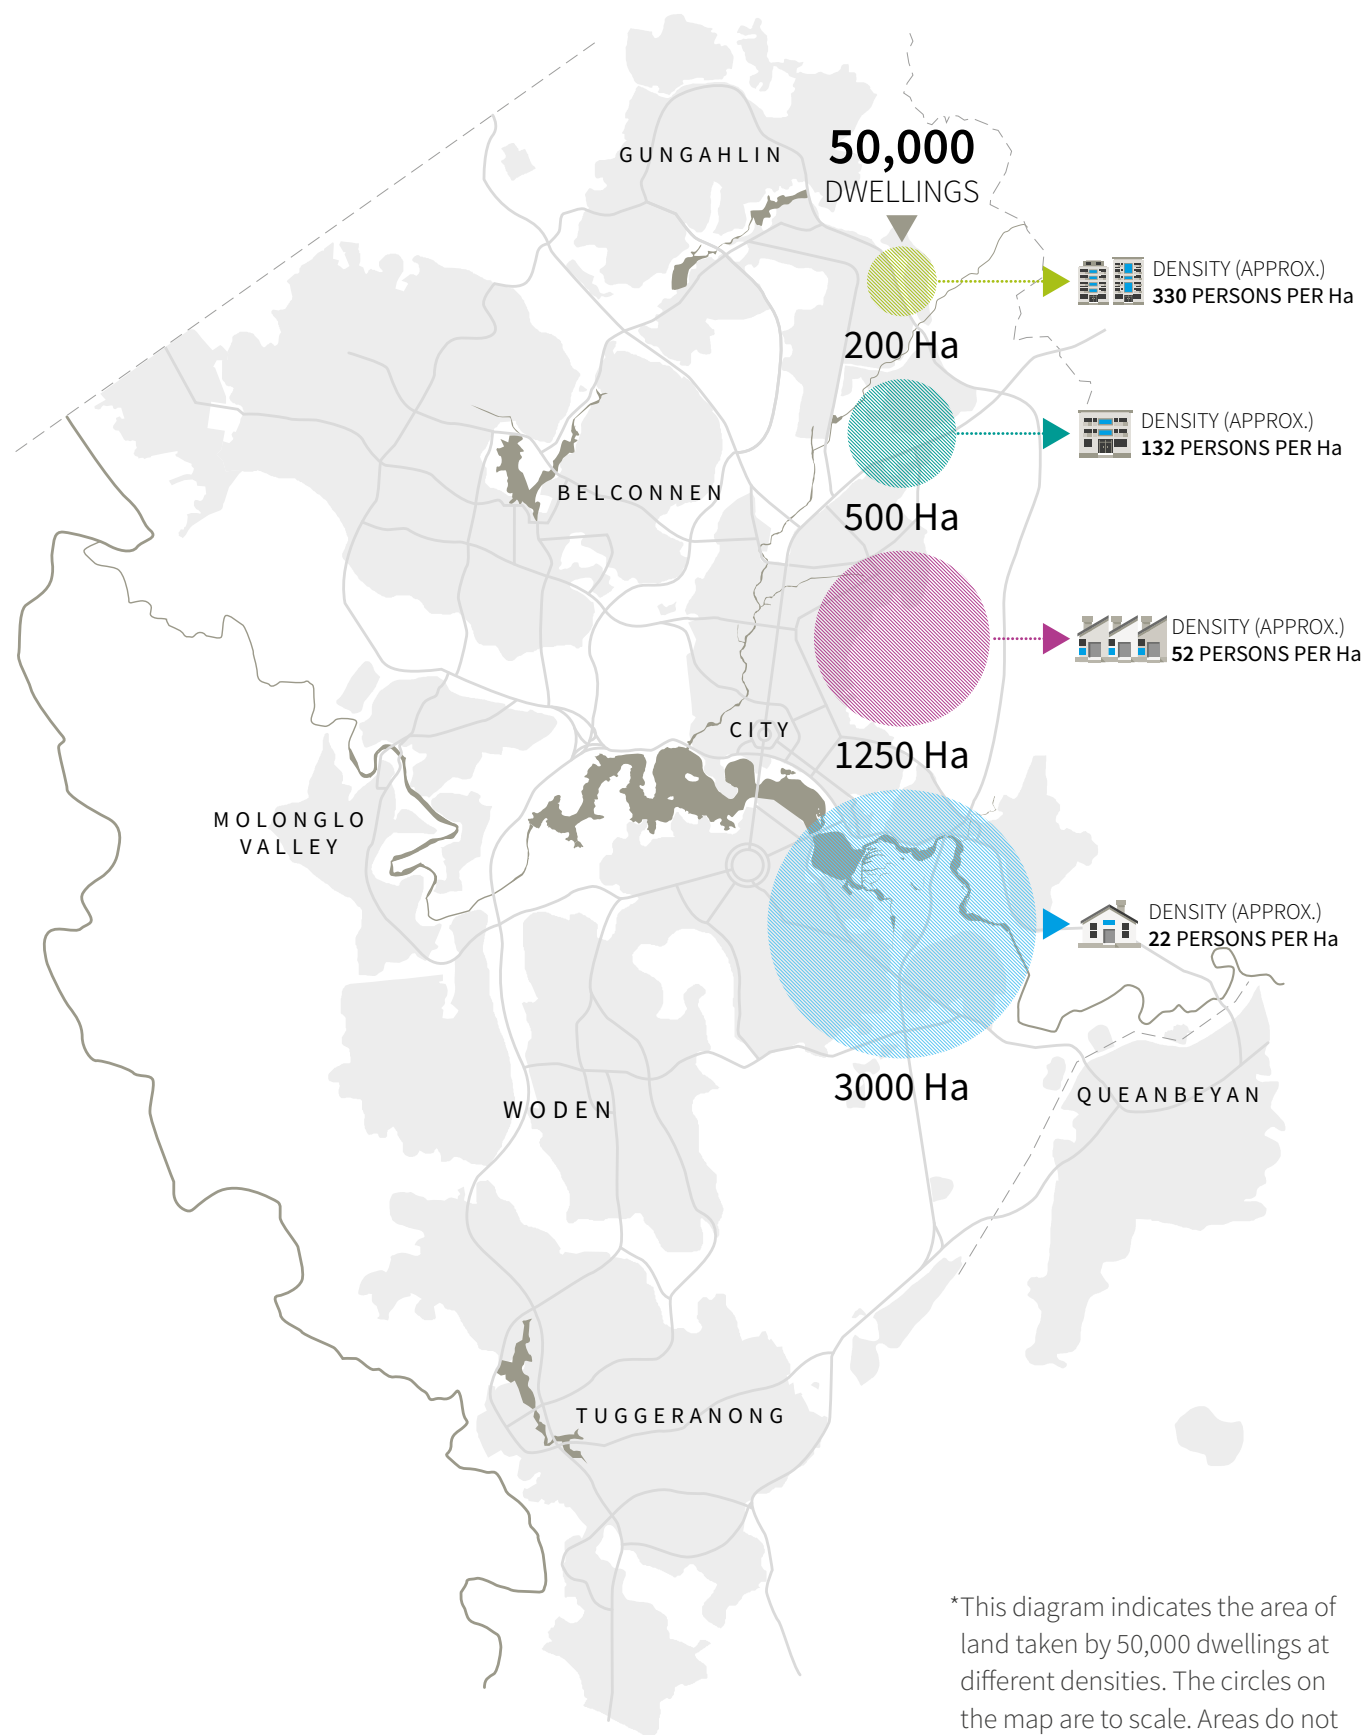 GUNGAHLIN
50,000
DWELLINGS
DENSITY (APPROX.)
330 PERSONS PER Ha
200 Ha
DENSITY (APPROX.)
132 PERSONS PER Ha
BELCONNEN
500 Ha
DENSITY (APPROX.)
52 PERSONS PER Ha
CITY
1250 Ha
MOLONGLO
VALLEY
DENSITY (APPROX.)
22 PERSONS PER Ha
3000 Ha
QUEANBEYAN
WODEN
TUGGERANONG
*This diagram indicates the area of
land taken by 50,000 dwellings at
different densities. The circles on
the map are to scale. Areas do not